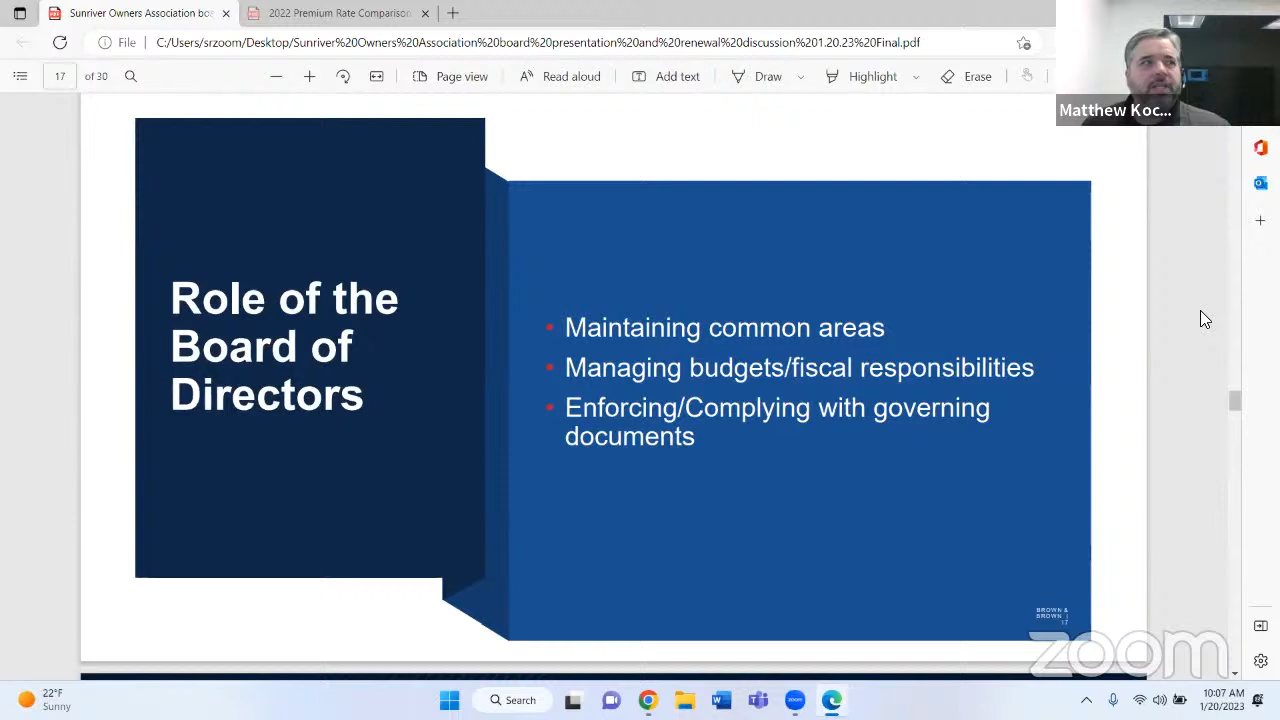 Sunriver Owners Association boa
2022 Premium Rate Comparison
File
C:/Users/srzoom/Desktop/Sunriver%20Owners%20Association%20board%20presentation%20and%20renewal%20discussion%201.20.23%20Final.pdf
17
of 30
Page view
Read aloud
Add text
Draw
Highlight
Erase
Matthew Koc...
Role of the
Board of
Directors
• Maintaining common areas
• Managing budgets/fiscal responsibilities
• Enforcing/Complying with governing
documents
BROWN &
BROWN |
17
zoom
22°F
Sunny
Search
zoom
10:07 AM
1/20/2023